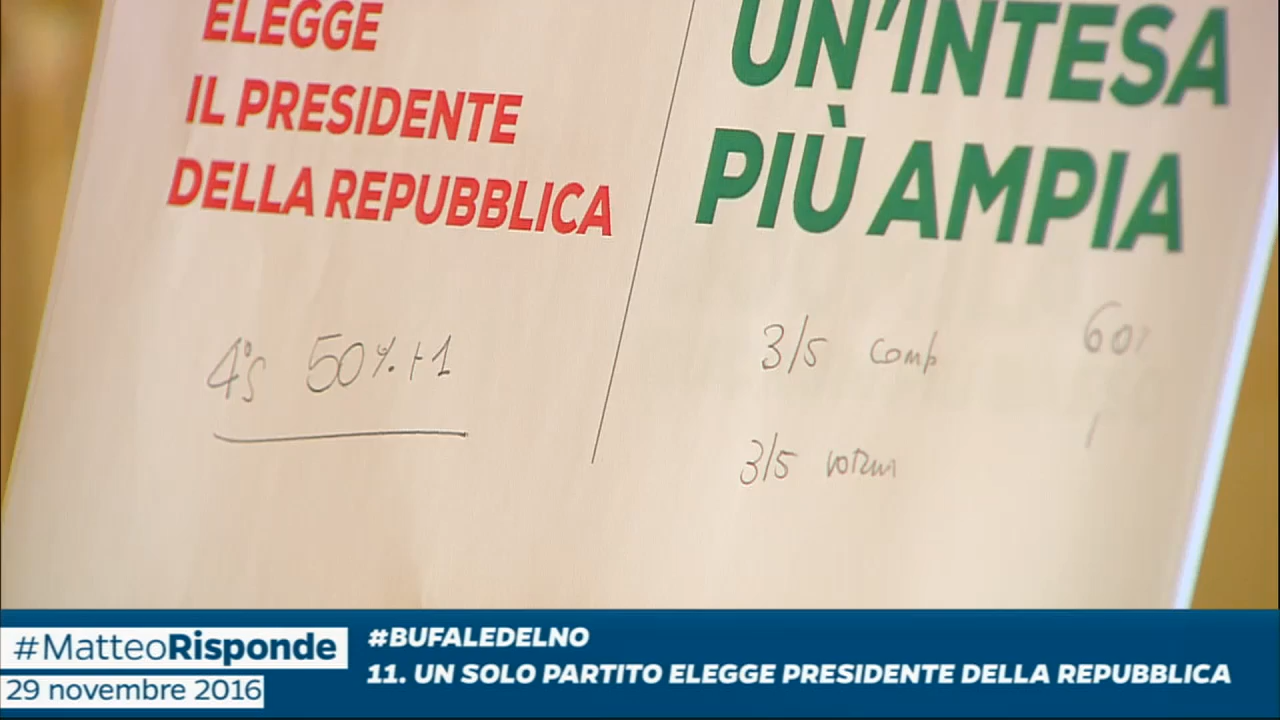 ELEGGE
IL PRESIDENTE
DELLA REPUBBLICA
UN'INTESA
PIÙ AMPIA
4°s 50%+1
3/5 comp
3/5 votan
#MatteoRisponde
29 novembre 2016
#BUFALEDELNO
11. UN SOLO PARTITO ELEGGE PRESIDENTE DELLA REPUBBLICA